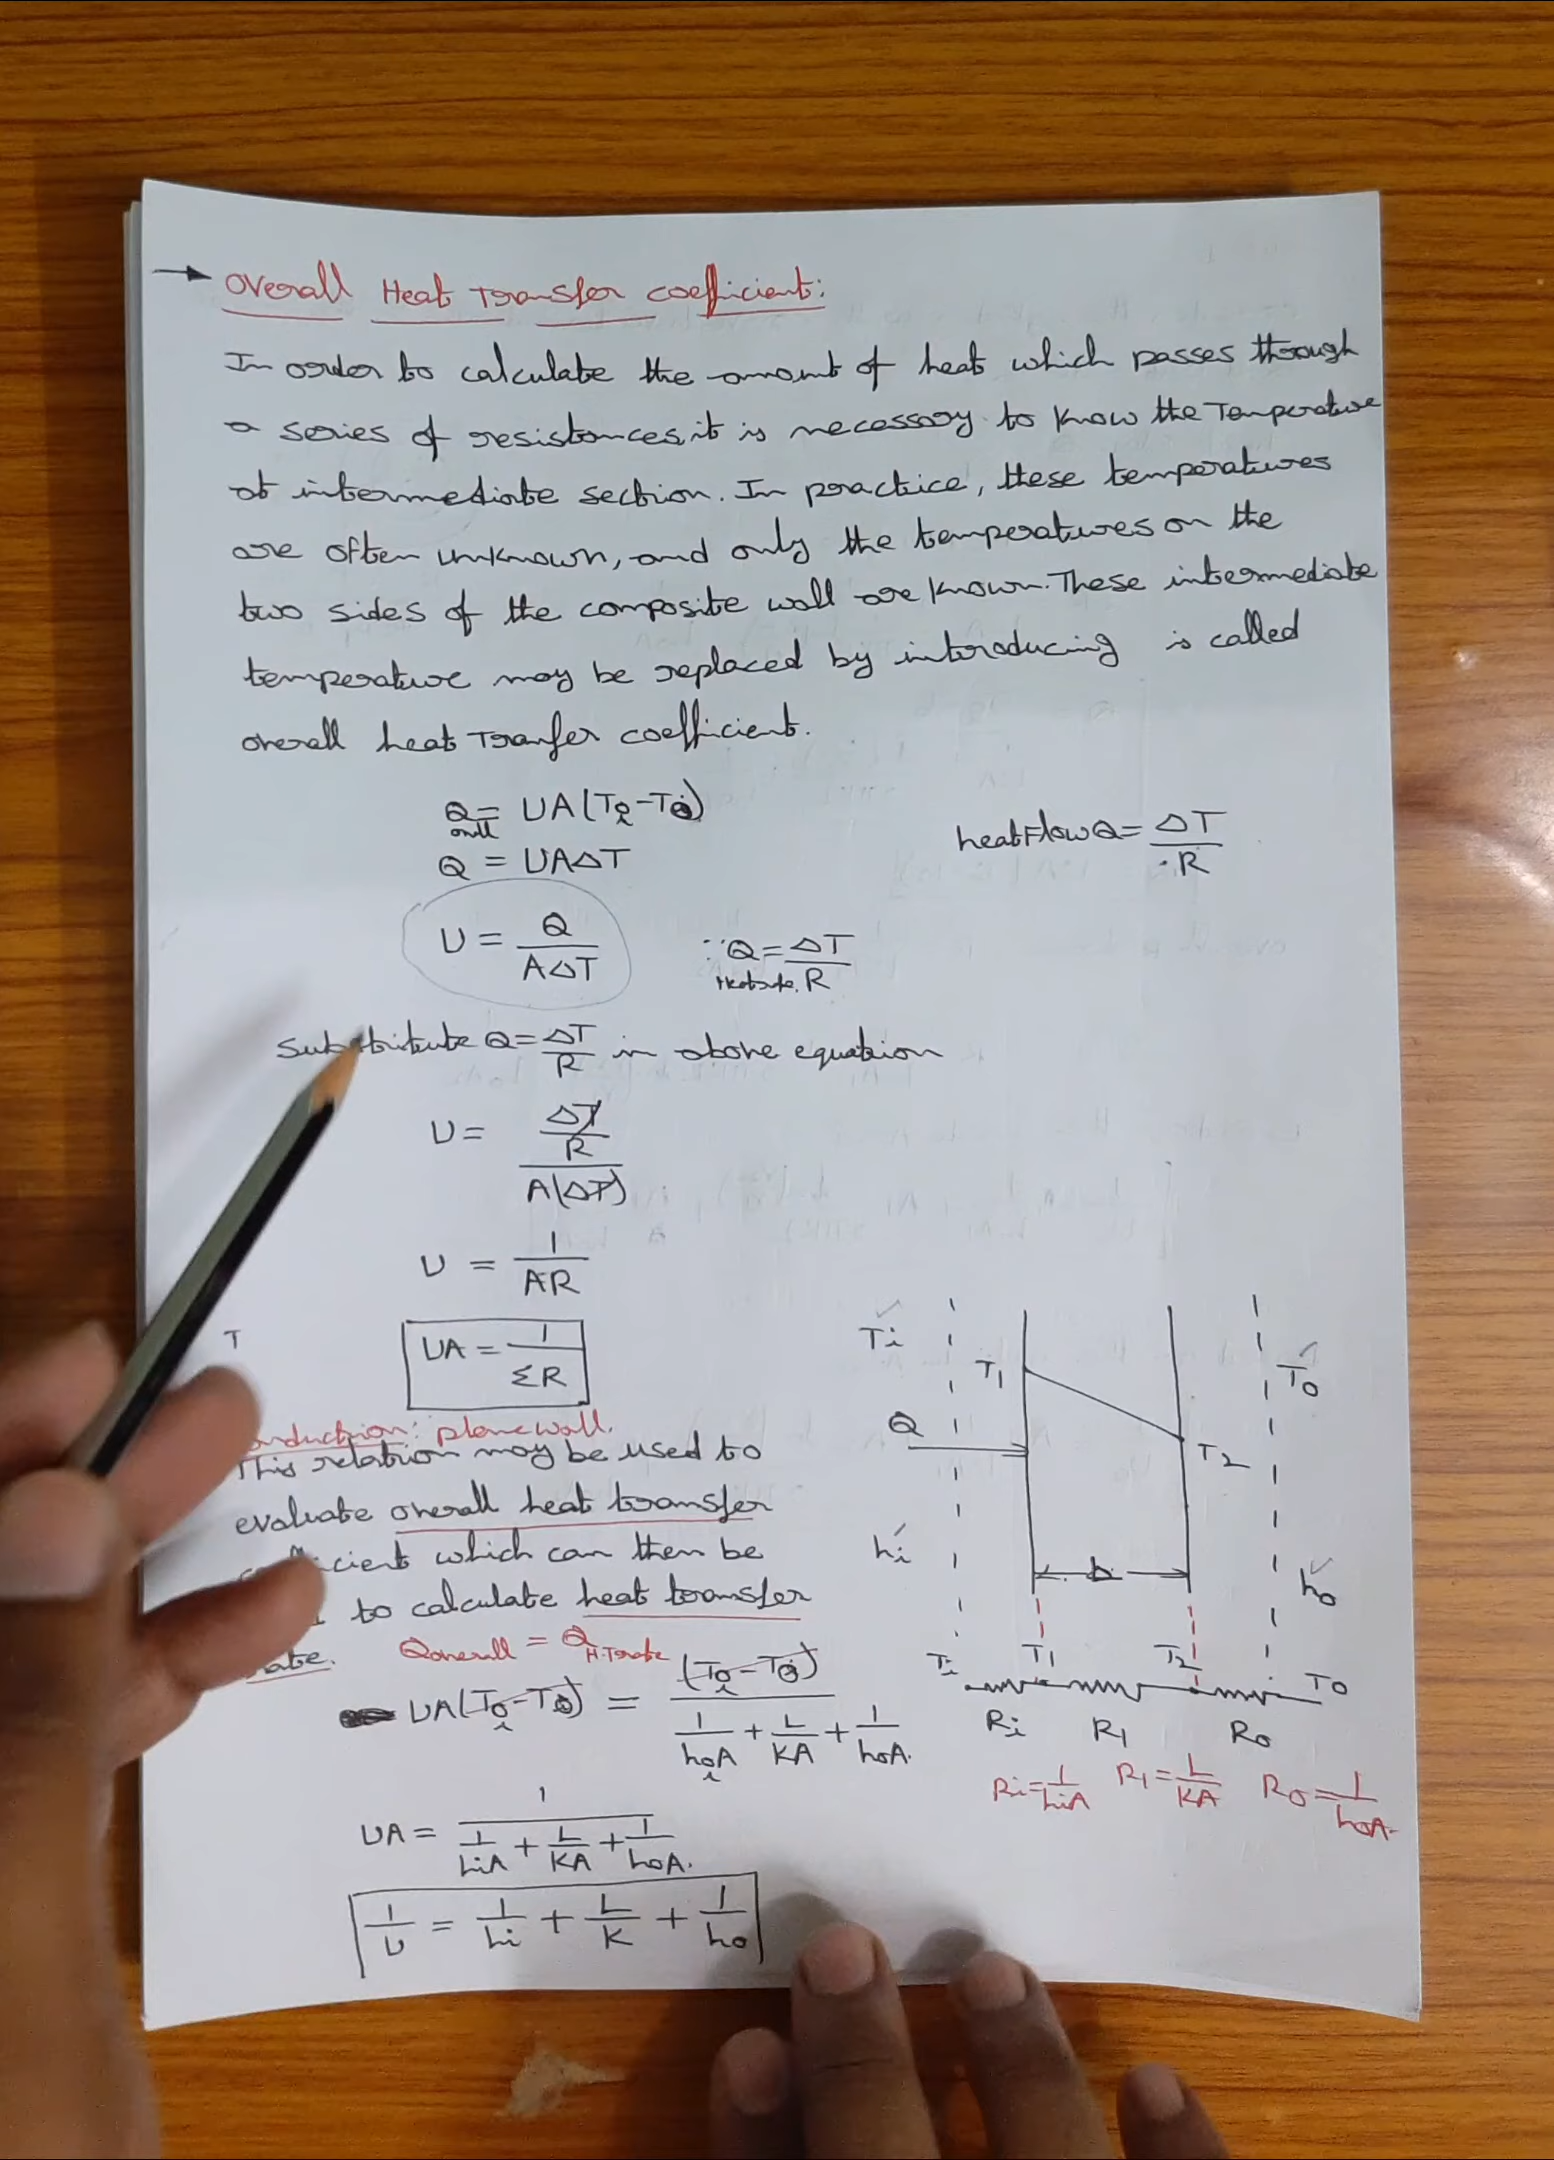 Overall Heat Transfer coefficient:
In order to calculate the amount of heat which passes through
a series of resistances, it is necessary to know the Temperature
at intermediate section. In practice, these temperatures
are often unknown, and only the temperatures on the
two sides of the composite wall are known. These intermediate
temperature may be replaced by introducing is called
overall heat Tranfer coefficient.
Q = UA(Ti-To)
heat Flow Q = ΔT/R
Q = UAΔT
U = Q/AΔT
∵ Q = ΔT/R
Substitute Q = ΔT/R in above equation
U = (ΔT/R)/A(ΔT)
U = 1/AR
T
UA = 1/ΣR
plane wall.
This relation may be used to
evaluate overall heat transfer
which can then be
to calculate heat transfer
Qoverall = Q H.Trate
UA(Ti-To) = (Ti-To)/(1/hiA + L/KA + 1/hoA.)
UA = 1/(1/hiA + L/KA + 1/hoA.)
1/U = 1/hi + L/K + 1/ho
Ti
T1
To
Q
T2
hi
ho
Ti T1 T2 To
Ri R1 Ro
Ri = 1/hiA R1 = L/KA Ro = 1/hoA.